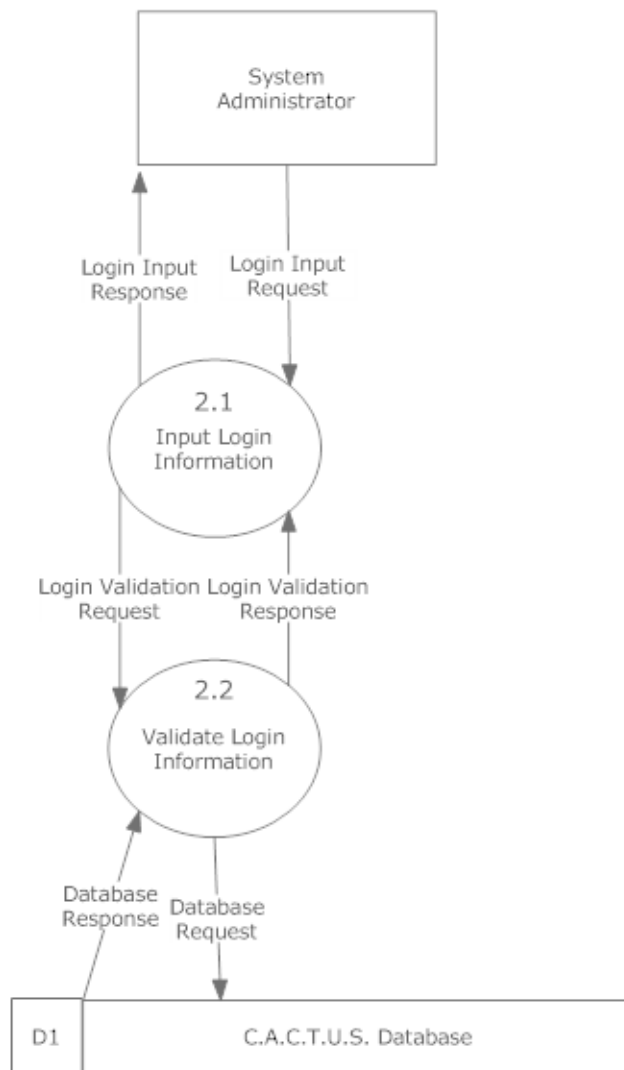 System
Administrator
Login Input
Response
Login Input
Request
2.1
Input Login
Information
Login Validation
Request
Login Validation
Response
2.2
Validate Login
Information
Database
Response
Database
Request
D1
C.A.C.T.U.S. Database